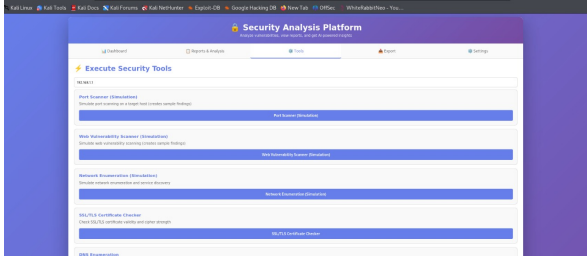 Kali Linux Kali Tools Kali Docs Kali Forums Kali NetHunter Exploit-DB Google Hacking DB New Tab OffSec WhiteRabbitNeo - You...
Security Analysis Platform
Analyze vulnerabilities, view reports, and get AI-powered insights
Dashboard Reports & Analysis Tools Export Settings
Execute Security Tools
Port Scanner (Simulation)
Simulate port scanning on a target host (creates sample findings)
Port Scanner (Simulation)
Web Vulnerability Scanner (Simulation)
Simulate web vulnerability scanning (creates sample findings)
Web Vulnerability Scanner (Simulation)
Network Enumeration (Simulation)
Simulate network enumeration and service discovery
Network Enumeration (Simulation)
SSL/TLS Certificate Checker
Check SSL/TLS certificate validity and cipher strength
SSL/TLS Certificate Checker
Enumeration